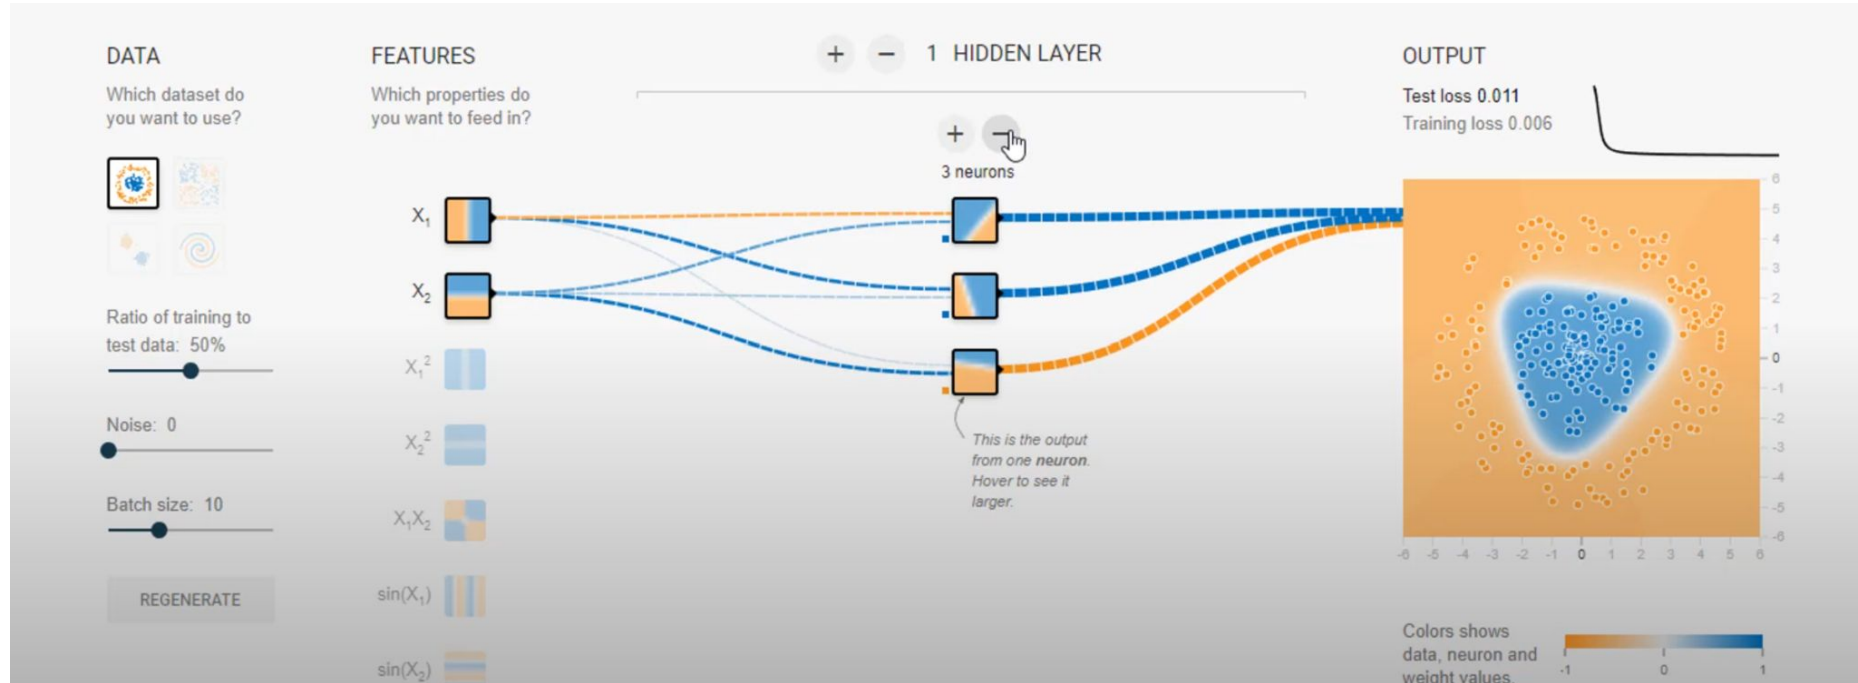 DATA
Which dataset do
you want to use?
Ratio of training to
test data: 50%
Noise: 0
Batch size: 10
REGENERATE
FEATURES
Which properties do
you want to feed in?
X₁
X₂
X₁²
X₂²
X₁X₂
sin(X₁)
sin(X₂)
+ − 1 HIDDEN LAYER
+ −
3 neurons
This is the output
from one neuron.
Hover to see it
larger.
OUTPUT
Test loss 0.011
Training loss 0.006
6
5
4
3
2
1
0
-1
-2
-3
-4
-5
-6
-6 -5 -4 -3 -2 -1 0 1 2 3 4 5 6
Colors shows
data, neuron and
weight values.
-1 0 1